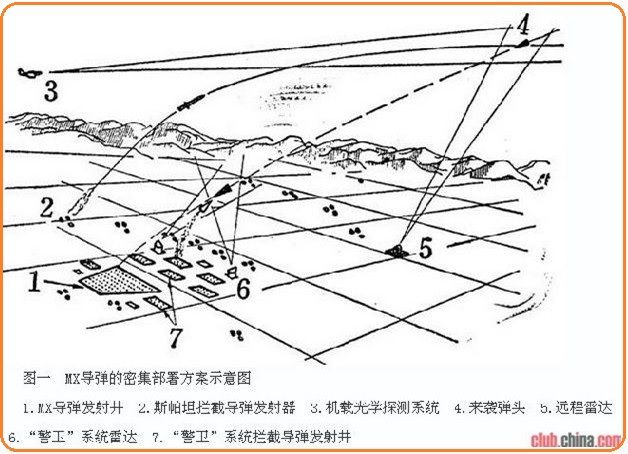 4
3
2
5
1
6
7
图一 MX导弹的密集部署方案示意图
1.MX导弹发射井 2.斯帕坦拦截导弹发射器 3.机载光学探测系统 4.来袭弹头 5.远程雷达
6.“警工”系统雷达 7.“警卫”系统拦截导弹发射井
club.china.com